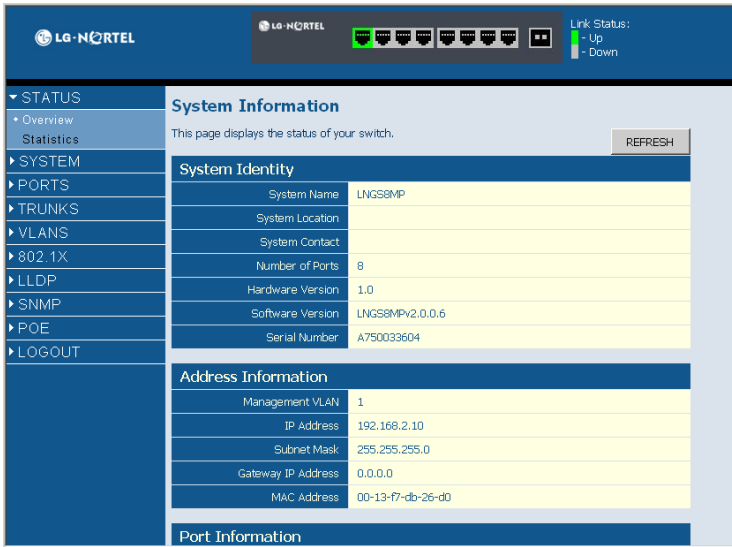 LG-NORTEL
LG-NORTEL
Link Status:
- Up
- Down
STATUS
Overview
Statistics
SYSTEM
PORTS
TRUNKS
VLANS
802.1X
LLDP
SNMP
POE
LOGOUT
System Information
This page displays the status of your switch.
REFRESH
System Identity
System Name LNGS8MP
System Location
System Contact
Number of Ports 8
Hardware Version 1.0
Software Version LNGS8MPv2.0.0.6
Serial Number A750033604
Address Information
Management VLAN 1
IP Address 192.168.2.10
Subnet Mask 255.255.255.0
Gateway IP Address 0.0.0.0
MAC Address 00-13-f7-db-26-d0
Port Information